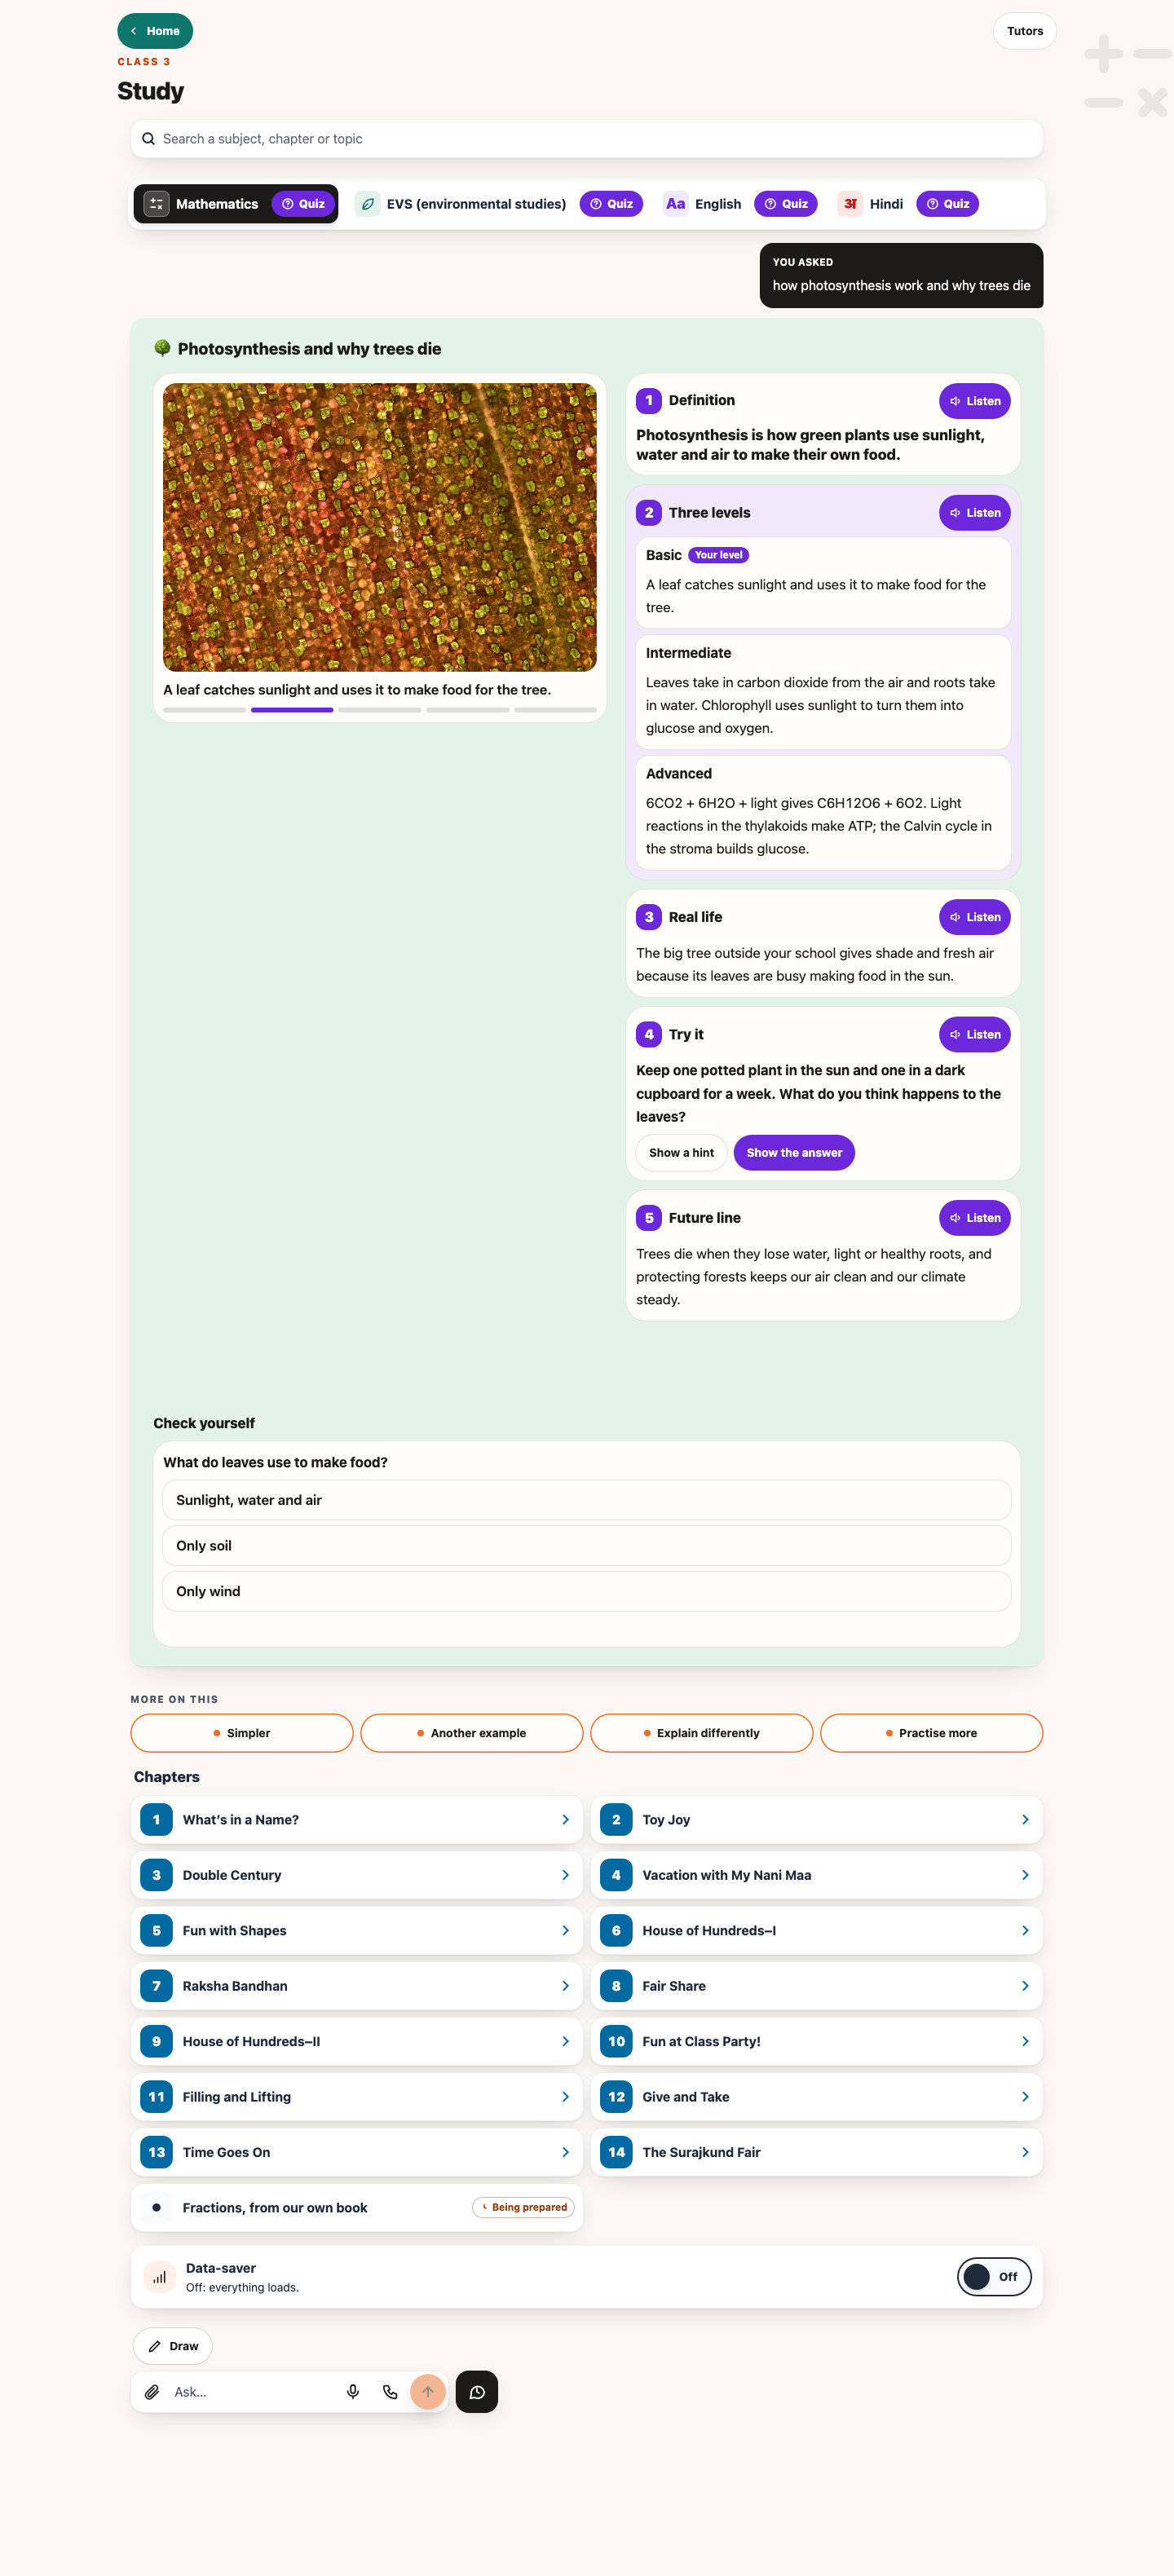 Home
Tutors
CLASS 3
Study
Search a subject, chapter or topic
Mathematics
Quiz
EVS (environmental studies)
Quiz
Aa
English
Quiz
अ
Hindi
Quiz
YOU ASKED
how photosynthesis work and why trees die
Photosynthesis and why trees die
A leaf catches sunlight and uses it to make food for the tree.
1
Definition
Listen
Photosynthesis is how green plants use sunlight,
water and air to make their own food.
2
Three levels
Listen
Basic
Your level
A leaf catches sunlight and uses it to make food for the
tree.
Intermediate
Leaves take in carbon dioxide from the air and roots take
in water. Chlorophyll uses sunlight to turn them into
glucose and oxygen.
Advanced
6CO2 + 6H2O + light gives C6H12O6 + 6O2. Light
reactions in the thylakoids make ATP; the Calvin cycle in
the stroma builds glucose.
3
Real life
Listen
The big tree outside your school gives shade and fresh air
because its leaves are busy making food in the sun.
4
Try it
Listen
Keep one potted plant in the sun and one in a dark
cupboard for a week. What do you think happens to the
leaves?
Show a hint
Show the answer
5
Future line
Listen
Trees die when they lose water, light or healthy roots, and
protecting forests keeps our air clean and our climate
steady.
Check yourself
What do leaves use to make food?
Sunlight, water and air
Only soil
Only wind
MORE ON THIS
Simpler
Another example
Explain differently
Practise more
Chapters
1
What's in a Name?
2
Toy Joy
3
Double Century
4
Vacation with My Nani Maa
5
Fun with Shapes
6
House of Hundreds–I
7
Raksha Bandhan
8
Fair Share
9
House of Hundreds–II
10
Fun at Class Party!
11
Filling and Lifting
12
Give and Take
13
Time Goes On
14
The Surajkund Fair
Fractions, from our own book
Being prepared
Data-saver
Off: everything loads.
Off
Draw
Ask...